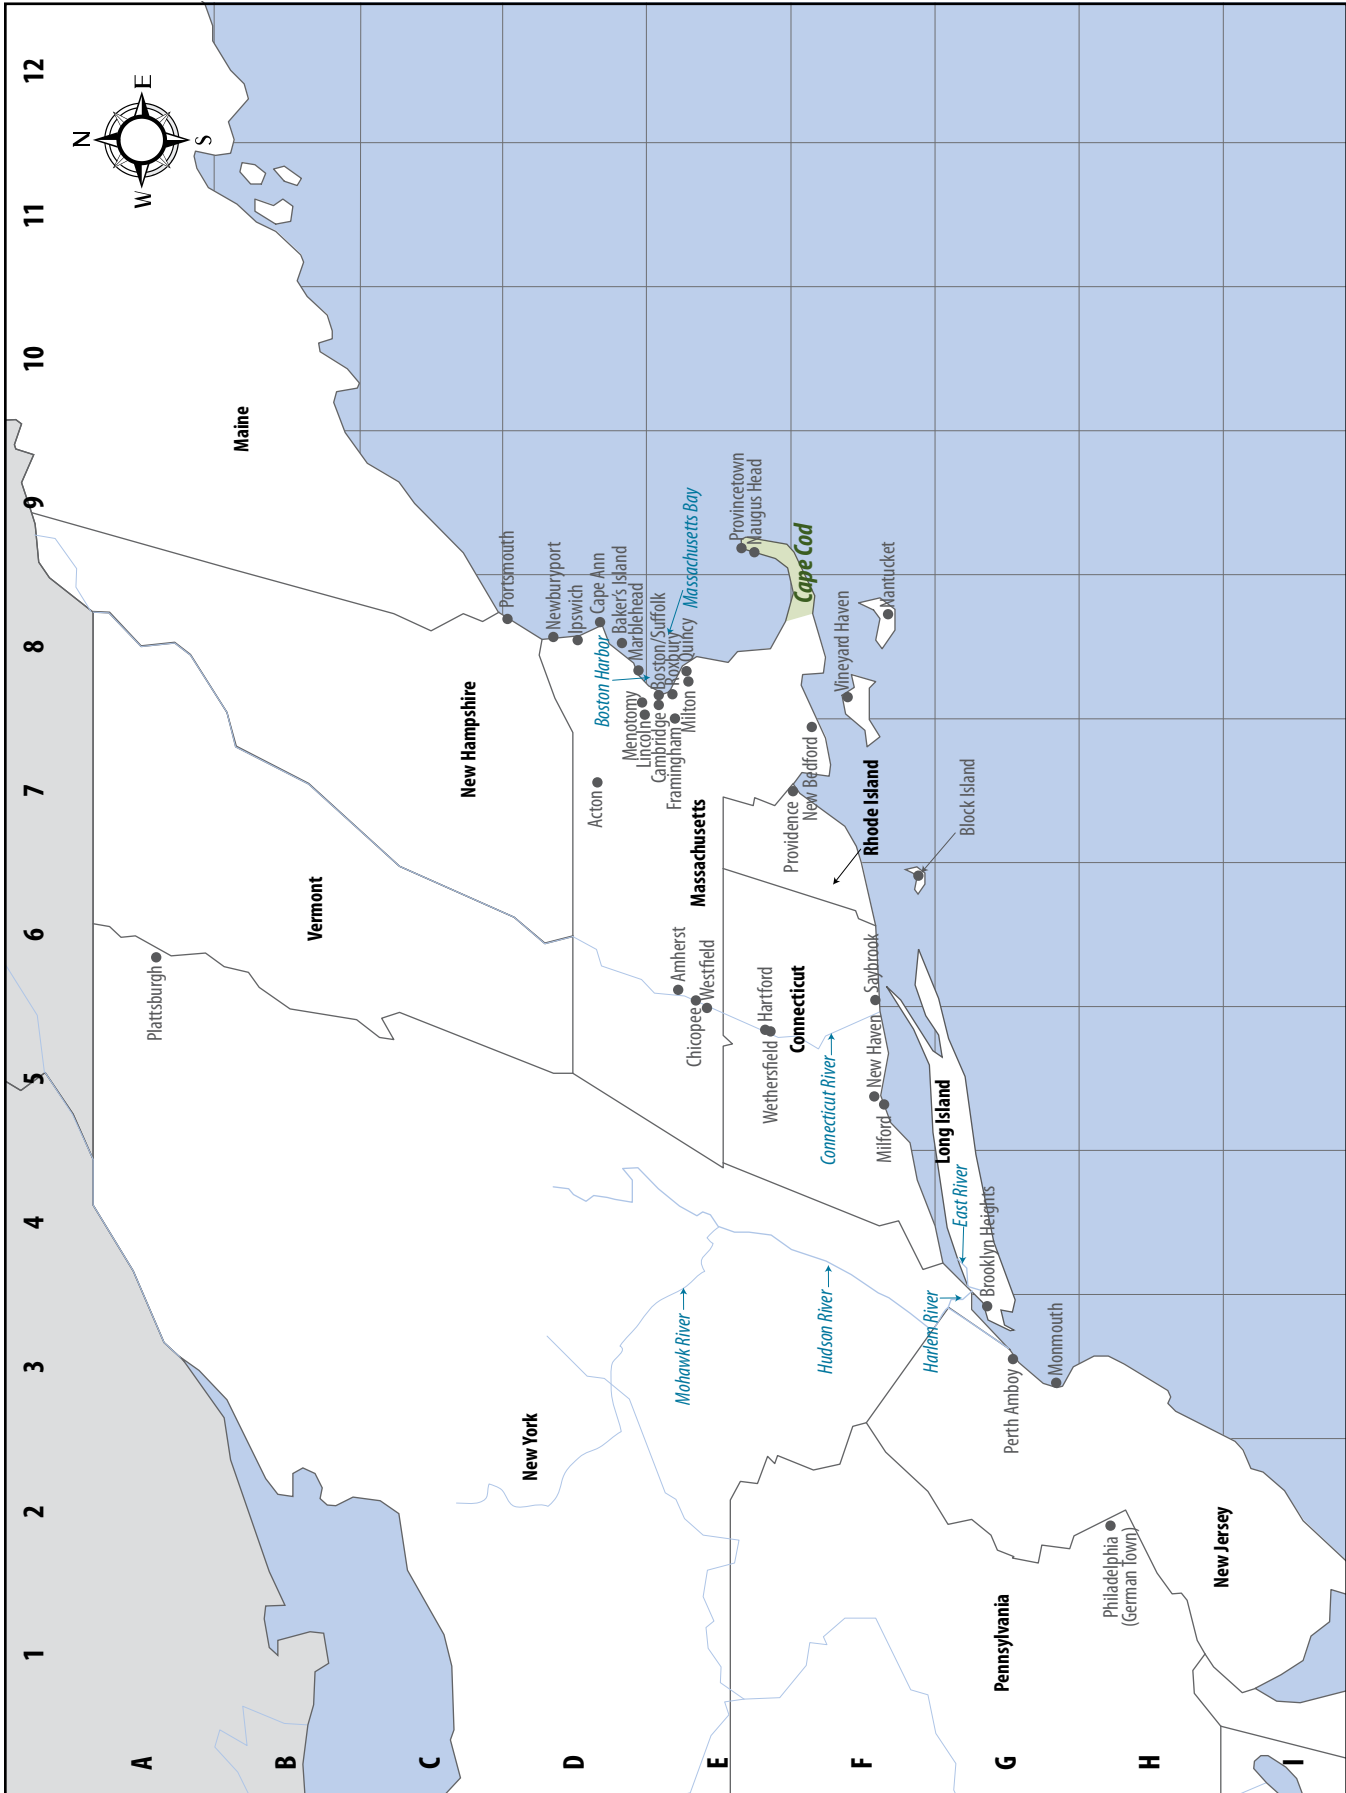 1
2
3
4
5
6
7
8
9
10
11
12
A
B
C
D
E
F
G
H
I
N
E
S
W
Maine
New Hampshire
Vermont
Plattsburgh
New York
Massachusetts
Portsmouth
Newburyport
Ipswich
Cape Ann
Baker's Island
Marblehead
Boston Harbor
Boston/Suffolk
Roxbury
Massachusetts Bay
Quincy
Menotomy
Lincoln
Cambridge
Framingham
Milton
Acton
Provincetown
Naugus Head
Cape Cod
Amherst
Chicopee
Westfield
Hartford
Wethersfield
Connecticut
Connecticut River
Providence
New Bedford
Rhode Island
Vineyard Haven
Nantucket
Block Island
Saybrook
New Haven
Milford
Long Island
East River
Brooklyn Heights
Harlem River
Hudson River
Mohawk River
Perth Amboy
Monmouth
Pennsylvania
Philadelphia
(German Town)
New Jersey